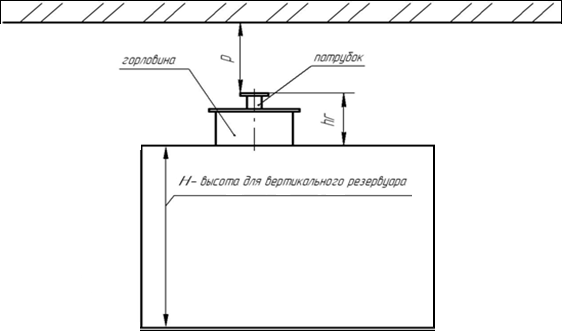 горловина
патрубок
р
hг
H - высота для вертикального резервуара